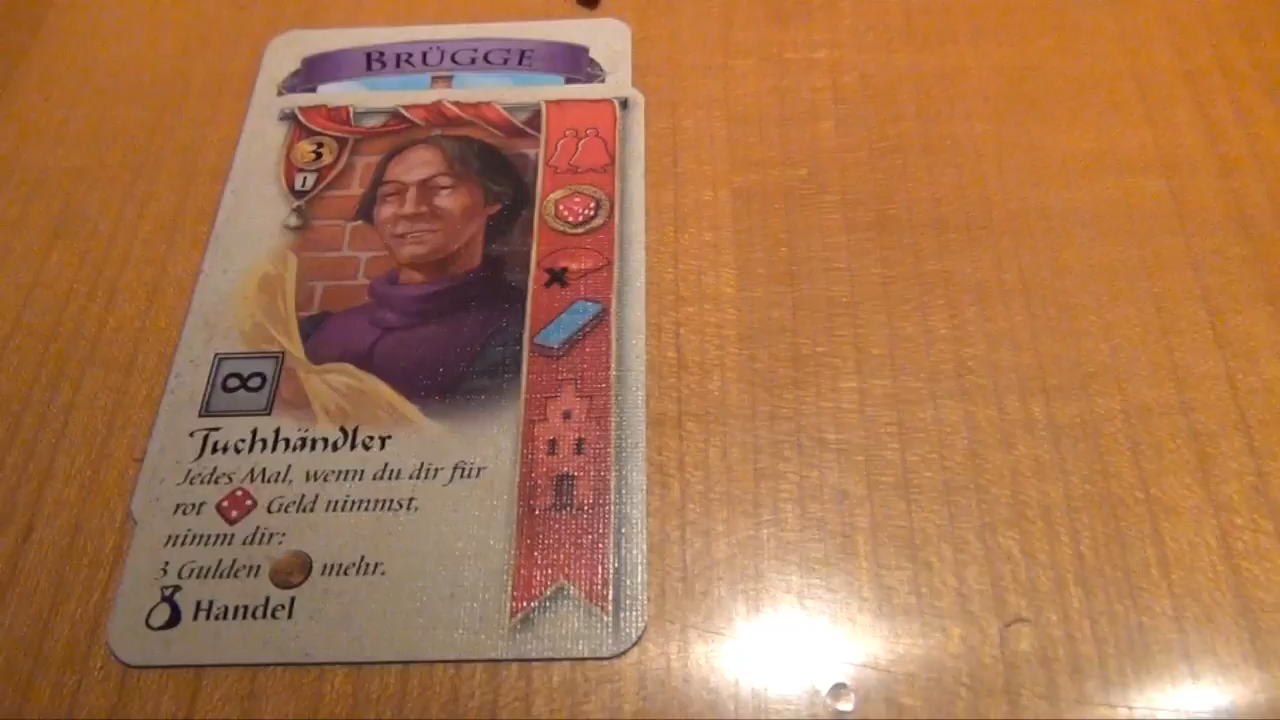 BRÜGGE
3
1
∞
Tuchhändler
Jedes Mal, wenn du dir für
rot Geld nimmst,
nimm dir:
3 Gulden mehr.
Handel